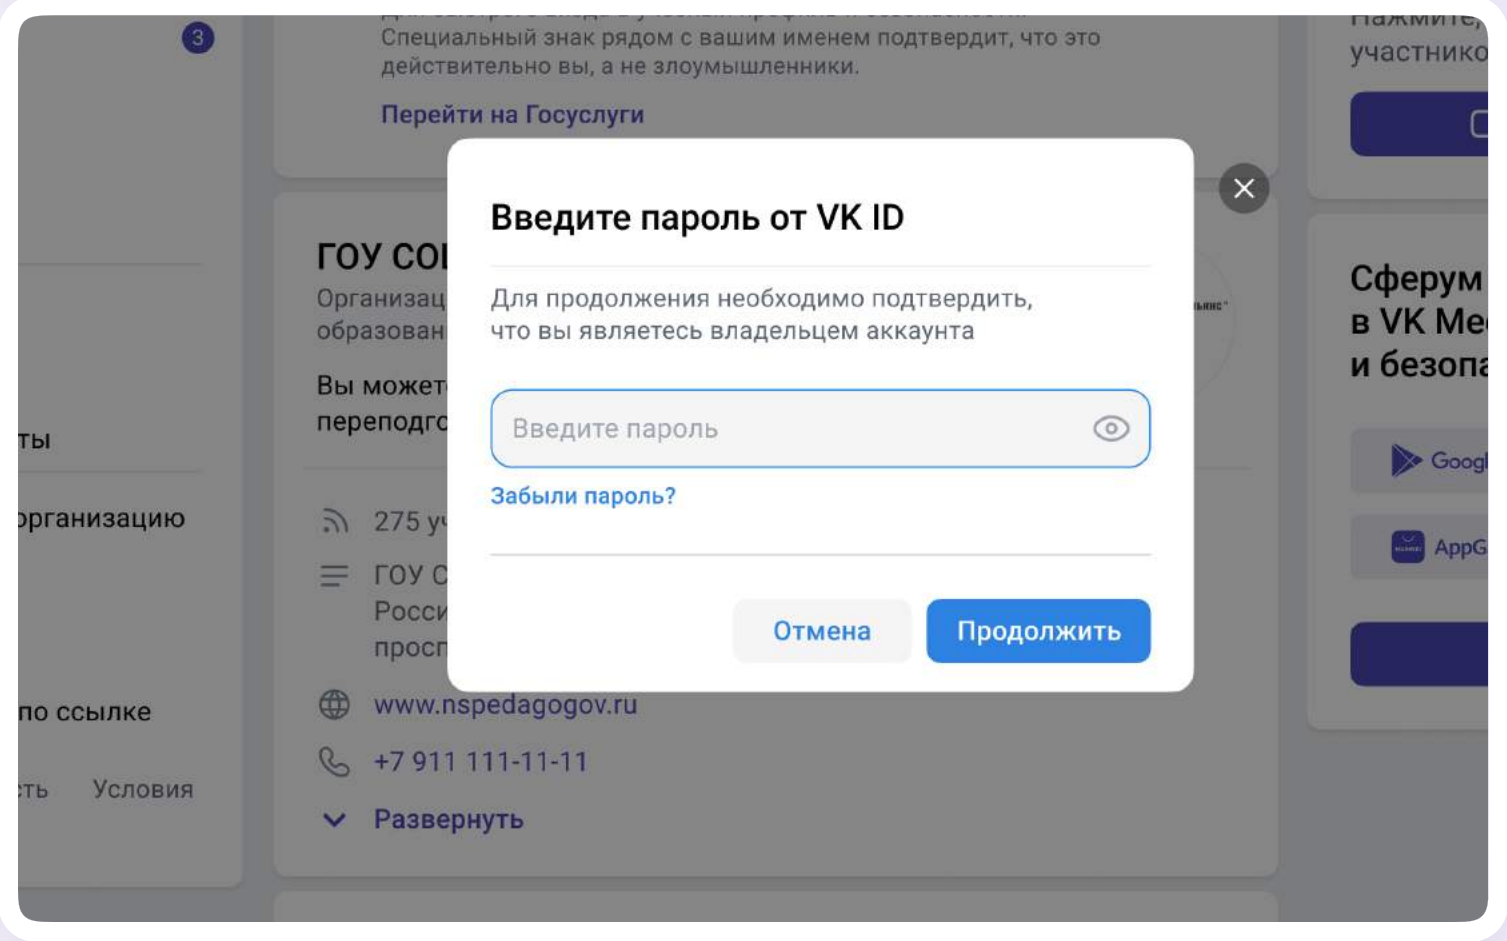 3
Специальный знак рядом с вашим именем подтвердит, что это
действительно вы, а не злоумышленники.
Перейти на Госуслуги
Нажмите,
участнико
Введите пароль от VK ID
Для продолжения необходимо подтвердить,
что вы являетесь владельцем аккаунта
Введите пароль
Забыли пароль?
Отмена
Продолжить
ГОУ СО
Организац
образован
Вы может
переподго
275 уч
ГОУ С
Росси
просп
www.nspedagogov.ru
+7 911 111-11-11
Развернуть
ты
организацию
по ссылке
сть
Условия
Сферум
в VK Ме
и безопа
Googl
AppG